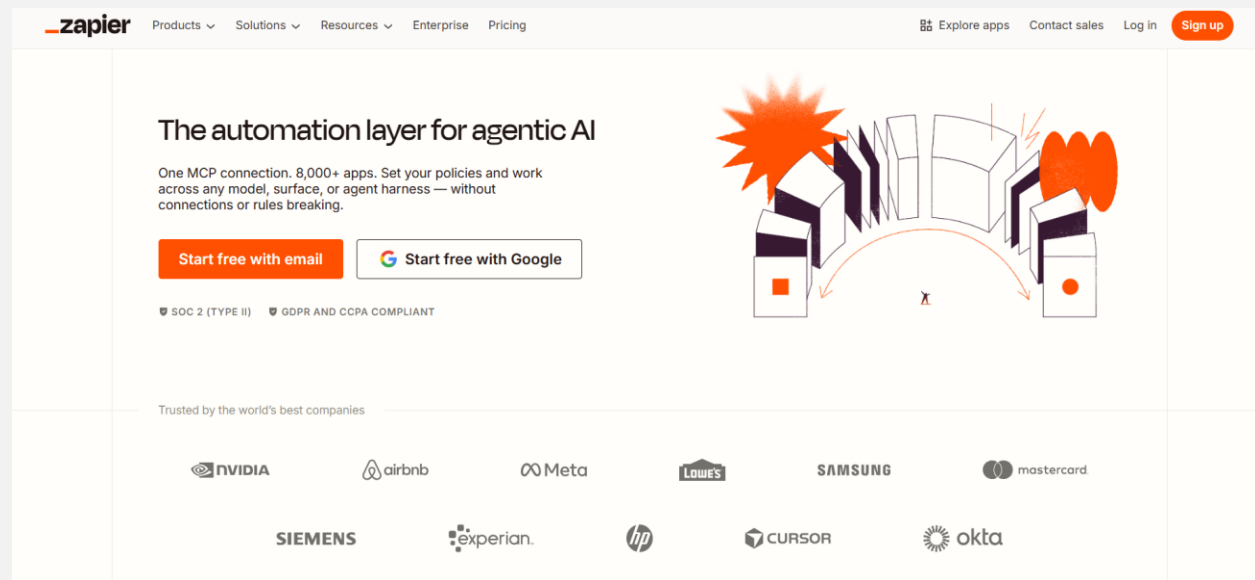 zapier
Products
Solutions
Resources
Enterprise
Pricing
Explore apps
Contact sales
Log in
Sign up
The automation layer for agentic AI
One MCP connection. 8,000+ apps. Set your policies and work
across any model, surface, or agent harness — without
connections or rules breaking.
Start free with email
Start free with Google
SOC 2 (TYPE II)
GDPR AND CCPA COMPLIANT
Trusted by the world's best companies
NVIDIA
airbnb
Meta
LOWE'S
SAMSUNG
mastercard.
SIEMENS
experian.
hp
CURSOR
okta